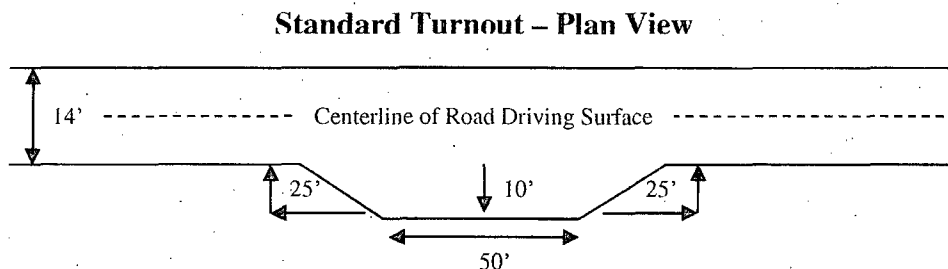 Standard Turnout – Plan View
14'
Centerline of Road Driving Surface
25'
10'
25'
50'